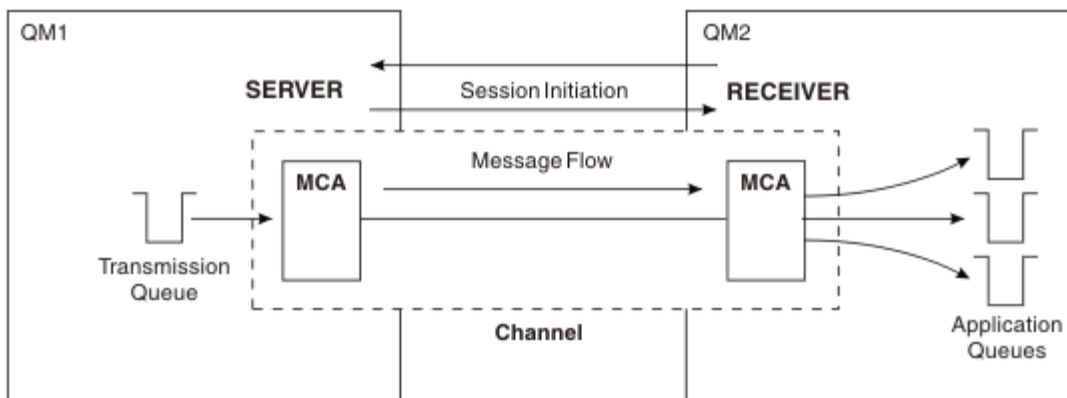 QM1
QM2
SERVER
Session Initiation
RECEIVER
Message Flow
MCA
MCA
Transmission
Queue
Channel
Application
Queues